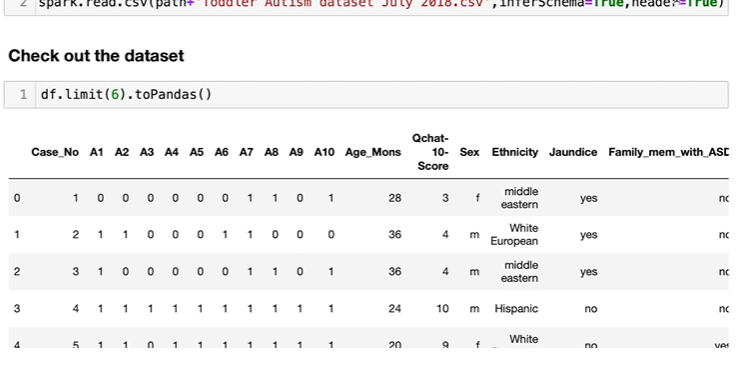 2 spark.read.csv(path+'Toddler Autism dataset July 2018.csv',inferSchema=True,header=True)
Check out the dataset
1 df.limit(6).toPandas()
Case_No A1 A2 A3 A4 A5 A6 A7 A8 A9 A10 Age_Mons Qchat-10-Score Sex Ethnicity Jaundice Family_mem_with_ASD
0 1 0 0 0 0 0 0 1 1 0 1 28 3 f middle eastern yes no
1 2 1 1 0 0 0 1 1 0 0 0 36 4 m White European yes no
2 3 1 0 0 0 0 0 1 1 0 1 36 4 m middle eastern yes no
3 4 1 1 1 1 1 1 1 1 1 1 24 10 m Hispanic no no
4 5 1 1 0 1 1 1 1 1 1 1 20 9 f White no yes